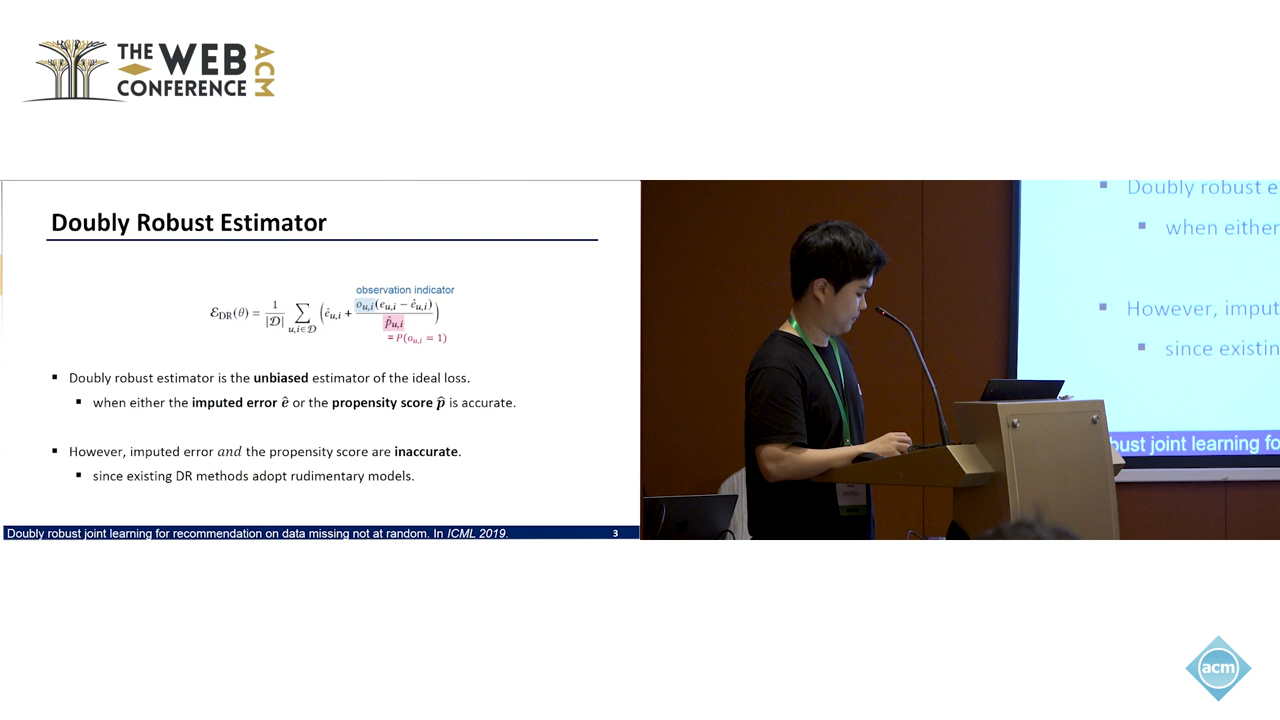 THE WEB
CONFERENCE
ACM
Doubly Robust Estimator
observation indicator
ℰ_DR(θ) = 1/|𝒟| ∑_{u,i∈𝒟} ( ê_{u,i} + o_{u,i}(e_{u,i} − ê_{u,i}) / p̂_{u,i} )
= P(o_{u,i} = 1)
▪ Doubly robust estimator is the unbiased estimator of the ideal loss.
▪ when either the imputed error ê or the propensity score p̂ is accurate.
▪ However, imputed error and the propensity score are inaccurate.
▪ since existing DR methods adopt rudimentary models.
Doubly robust joint learning for recommendation on data missing not at random. In ICML 2019.
3
▪ Doubly robust e
▪ when either
▪ However, imput
▪ since existin
bust joint learning fo
acm